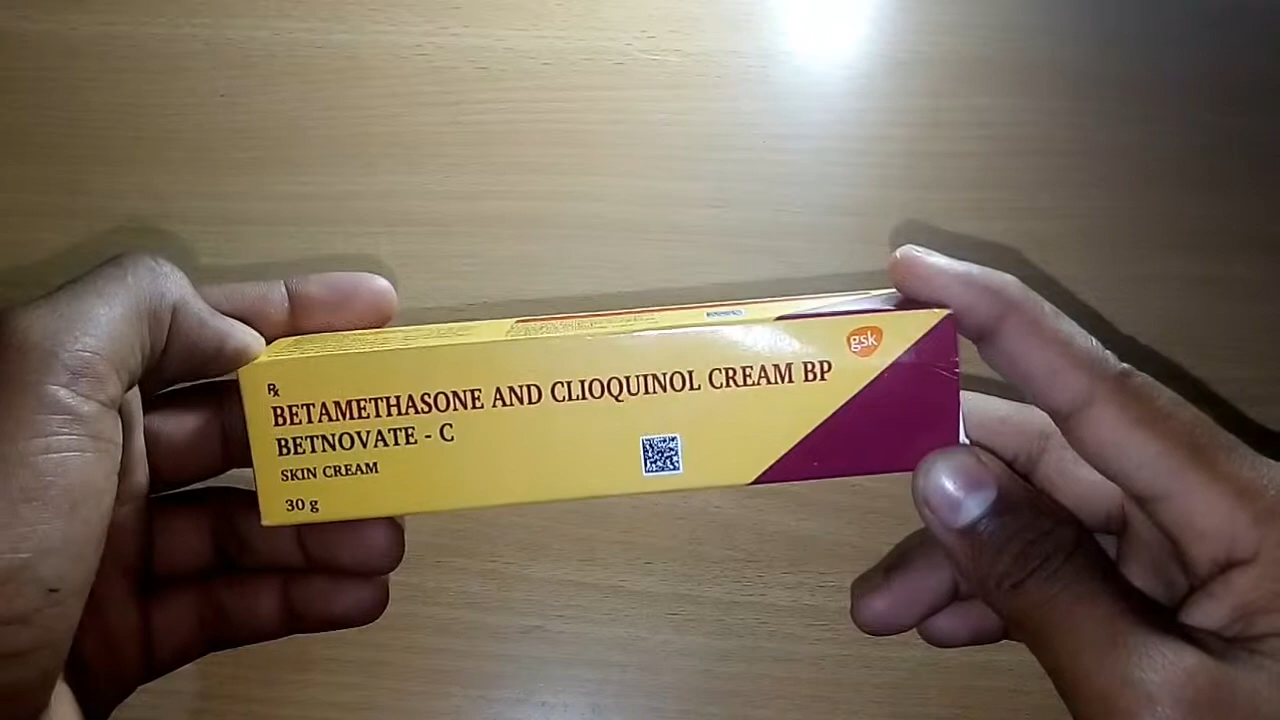 ℞
BETAMETHASONE AND CLIOQUINOL CREAM BP
BETNOVATE - C
SKIN CREAM
30 g
gsk